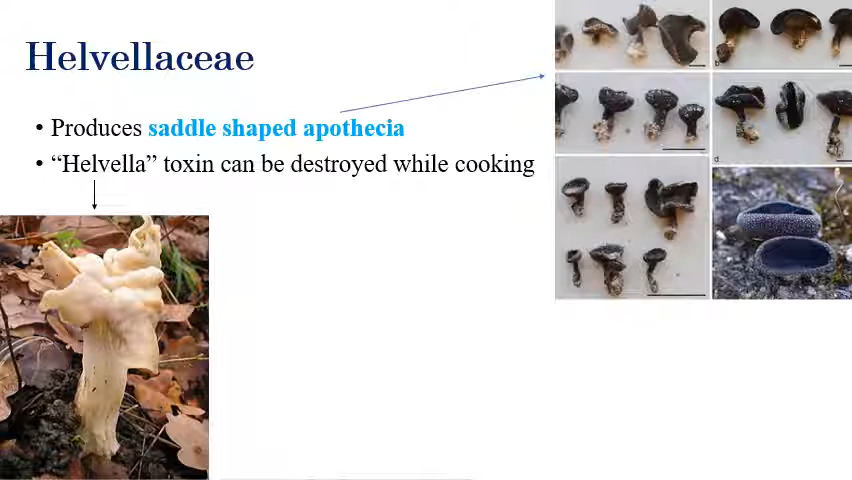 Helvellaceae
• Produces saddle shaped apothecia
• “Helvella” toxin can be destroyed while cooking
b
d